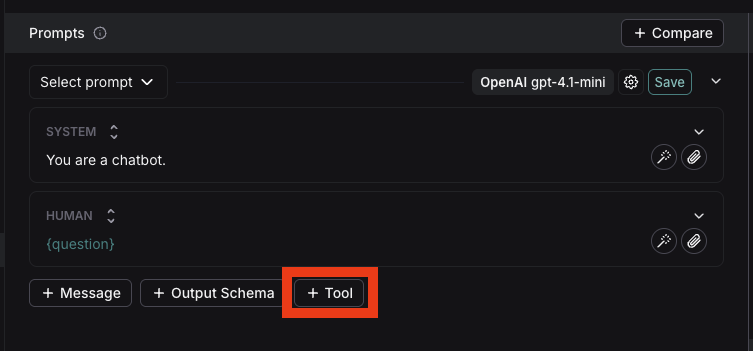 Prompts + Compare
Select prompt OpenAI gpt-4.1-mini Save
SYSTEM
You are a chatbot.
HUMAN
{question}
+ Message + Output Schema + Tool